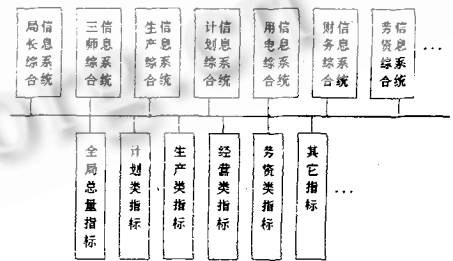 局长综合信息系统
三师综合信息系统
生产综合信息系统
计划综合信息系统
用电综合信息系统
财务综合信息系统
劳资综合信息系统
...
全局总量指标
计划类指标
生产类指标
经营类指标
劳资类指标
其它指标
...